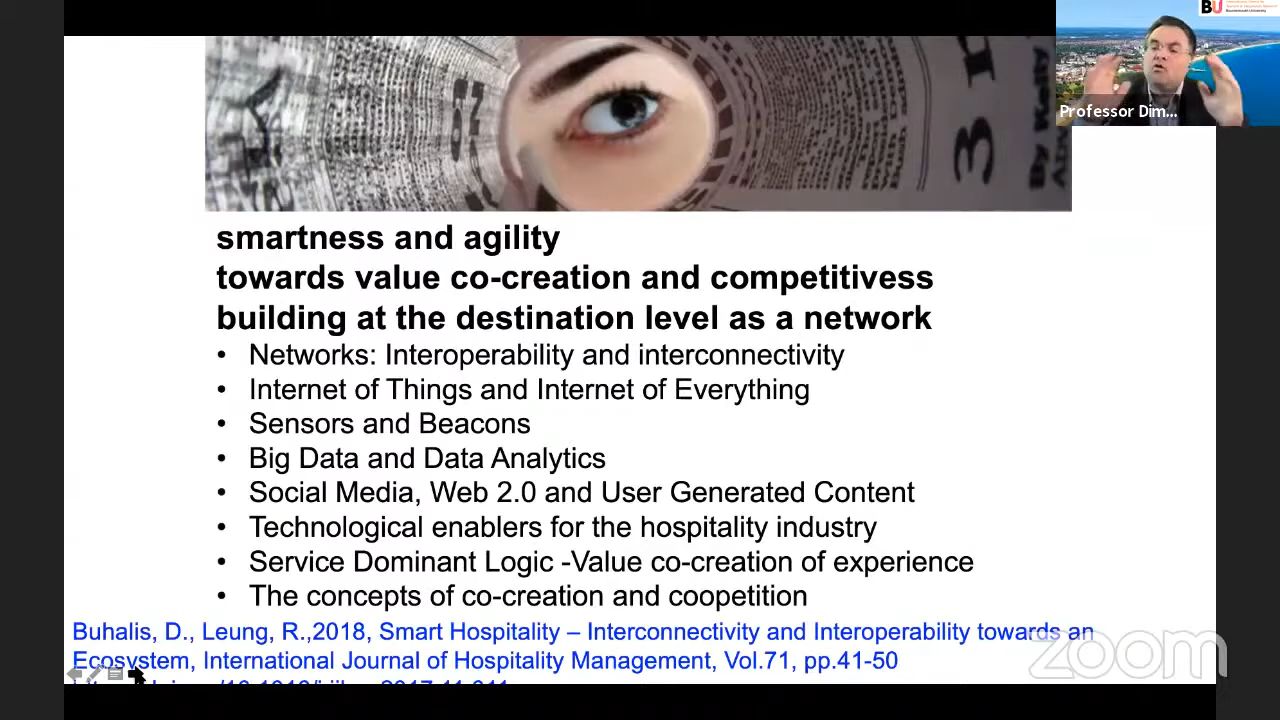 BU
Bournemouth University
Professor Dim...
smartness and agility
towards value co-creation and competitivess
building at the destination level as a network
• Networks: Interoperability and interconnectivity
• Internet of Things and Internet of Everything
• Sensors and Beacons
• Big Data and Data Analytics
• Social Media, Web 2.0 and User Generated Content
• Technological enablers for the hospitality industry
• Service Dominant Logic -Value co-creation of experience
• The concepts of co-creation and coopetition
Buhalis, D., Leung, R.,2018, Smart Hospitality – Interconnectivity and Interoperability towards an
Ecosystem, International Journal of Hospitality Management, Vol.71, pp.41-50
zoom